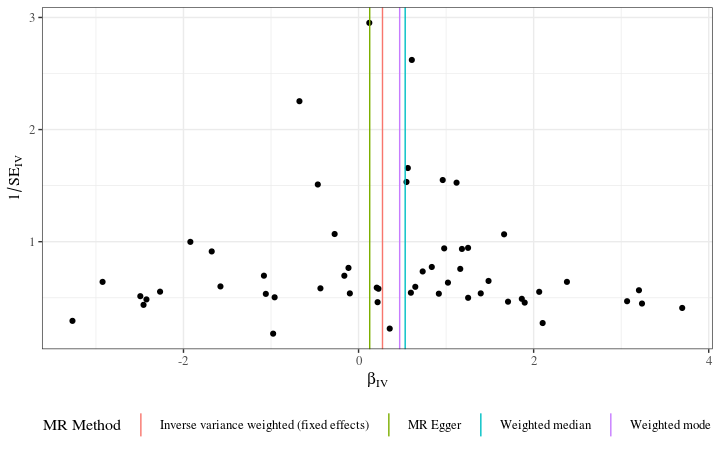 3
2
1
1/SE_IV
-2
0
2
4
β_IV
MR Method
Inverse variance weighted (fixed effects)
MR Egger
Weighted median
Weighted mode